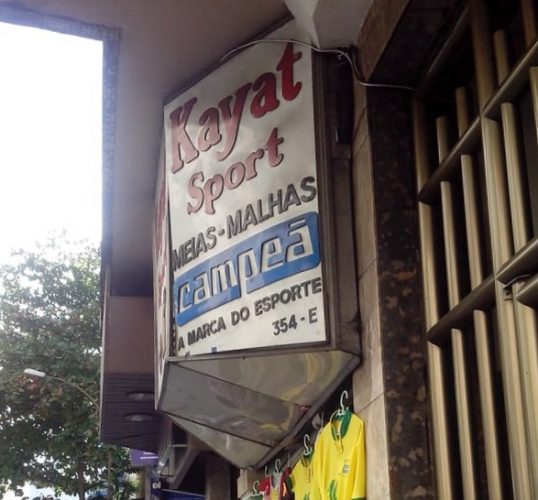 Kayat
Sport
MEIAS-MALHAS
campeã
A MARCA DO ESPORTE
354-E